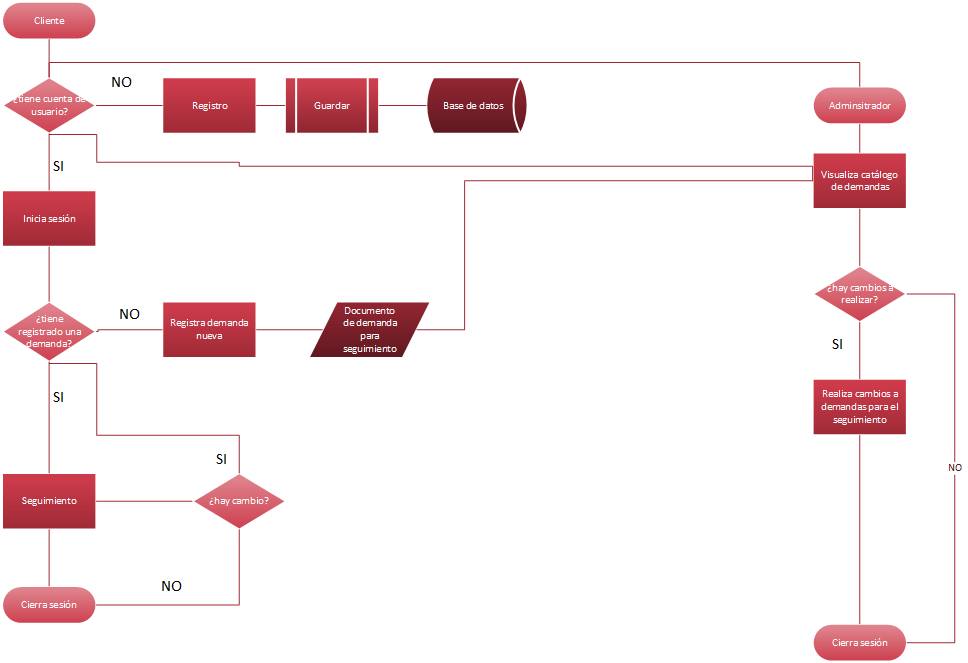 Cliente
¿tiene cuenta de
usuario?
NO
Registro
Guardar
Base de datos
Adminsitrador
SI
Visualiza catálogo
de demandas
Inicia sesión
¿hay cambios a
realizar?
¿tiene
registrado una
demanda?
NO
Registra demanda
nueva
Documento
de demanda
para
seguimiento
SI
SI
Realiza cambios a
demandas para el
seguimiento
SI
NO
Seguimiento
¿hay cambio?
NO
Cierra sesión
Cierra sesión